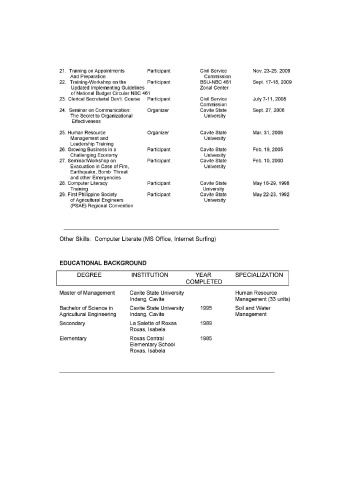 21. Training on Appointments Participant Civil Service Nov. 23-25, 2009
And Preparation Commission
22. Training-Workshop on the Participant BSU-NBC 461 Sept. 17-18, 2009
Updated Implementing Guidelines Zonal Center
of National Budget Circular NBC 461
23. Clerical Secretariat Dev't. Course Participant Civil Service July 7-11, 2008
Commission
24. Seminar on Communication: Organizer Cavite State Sept. 27, 2006
The Secret to Organizational University
Effectiveness
25. Human Resource Organizer Cavite State Mar. 31, 2006
Management and University
Leadership Training
26. Growing Business in a Participant Cavite State Feb. 19, 2005
Challenging Economy University
27. Seminar/Workshop on Participant Cavite State Feb. 10, 2000
Evacuation in Case of Fire, University
Earthquake, Bomb Threat
and other Emergencies
28. Computer Literacy Participant Cavite State May 18-29, 1998
Training University
29. First Philippine Society Participant Cavite State May 22-23, 1992
of Agricultural Engineers University
(PSAE) Regional Convention
Other Skills: Computer Literate (MS Office, Internet Surfing)
EDUCATIONAL BACKGROUND
DEGREE INSTITUTION YEAR SPECIALIZATION
COMPLETED
Master of Management Cavite State University Human Resource
Indang, Cavite Management (33 units)
Bachelor of Science in Cavite State University 1995 Soil and Water
Agricultural Engineering Indang, Cavite Management
Secondary La Salette of Roxas 1989
Roxas, Isabela
Elementary Roxas Central 1985
Elementary School
Roxas, Isabela